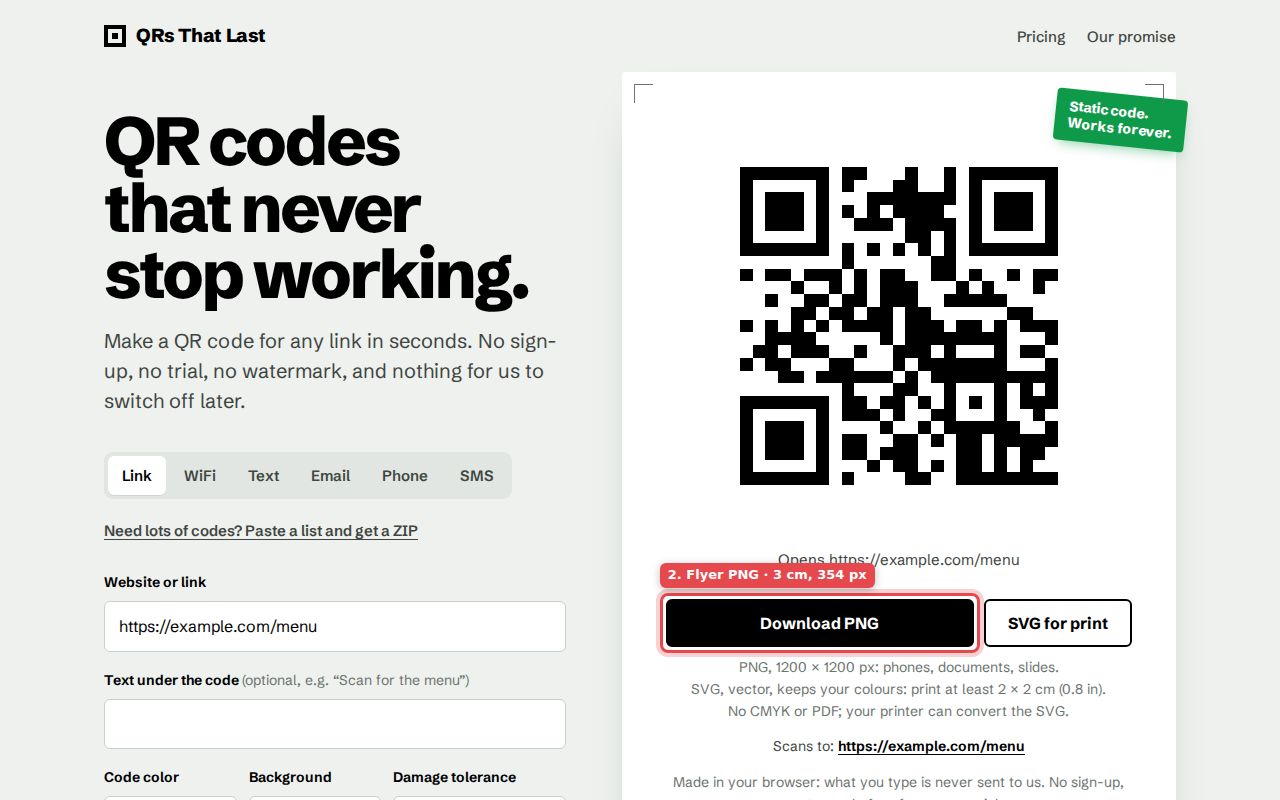 QRs That Last
Pricing
Our promise
QR codes
that never
stop working.
Make a QR code for any link in seconds. No sign-
up, no trial, no watermark, and nothing for us to
switch off later.
Link
WiFi
Text
Email
Phone
SMS
Need lots of codes? Paste a list and get a ZIP
Website or link
https://example.com/menu
Text under the code (optional, e.g. “Scan for the menu”)
Code color
Background
Damage tolerance
Static code.
Works forever.
Opens https://example.com/menu
2. Flyer PNG · 3 cm, 354 px
Download PNG
SVG for print
PNG, 1200 × 1200 px: phones, documents, slides.
SVG, vector, keeps your colours: print at least 2 × 2 cm (0.8 in).
No CMYK or PDF; your printer can convert the SVG.
Scans to: https://example.com/menu
Made in your browser: what you type is never sent to us. No sign-up,